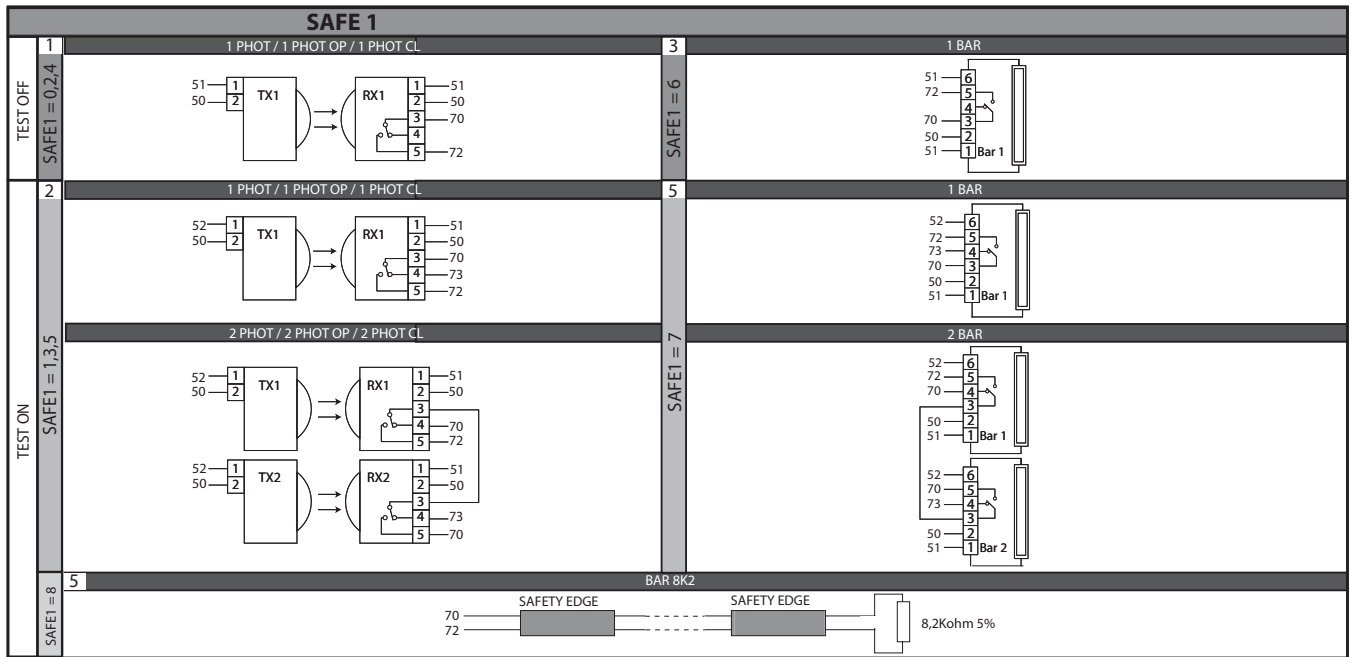 SAFE 1
TEST OFF
SAFE1 = 0,2,4
1
1 PHOT / 1 PHOT OP / 1 PHOT CL
51 1 TX1 RX1 1 51
50 2 2 50
3 70
4
5 72
SAFE1 = 6
3
1 BAR
51 6
72 5
4
70 3
50 2
51 1 Bar 1
TEST ON
SAFE1 = 1,3,5
2
1 PHOT / 1 PHOT OP / 1 PHOT CL
52 1 TX1 RX1 1 51
50 2 2 50
3 70
4 73
5 72
2 PHOT / 2 PHOT OP / 2 PHOT CL
52 1 TX1 RX1 1 51
50 2 2 50
3
4 70
5 72
52 1 TX2 RX2 1 51
50 2 2 50
3
4 73
5 70
SAFE1 = 7
5
1 BAR
52 6
72 5
73 4
70 3
50 2
51 1 Bar 1
2 BAR
52 6
72 5
70 4
3
50 2
51 1 Bar 1
52 6
70 5
73 4
3
50 2
51 1 Bar 2
SAFE1 = 8
5
BAR 8K2
SAFETY EDGE SAFETY EDGE
70
72
8,2Kohm 5%